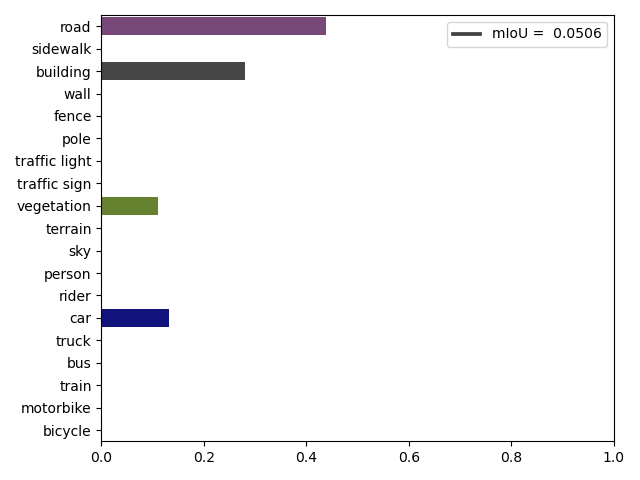 road
mIoU =  0.0506
sidewalk
building
wall
fence
pole
traffic light
traffic sign
vegetation
terrain
sky
person
rider
car
truck
bus
train
motorbike
bicycle
0.0 0.2 0.4 0.6 0.8 1.0